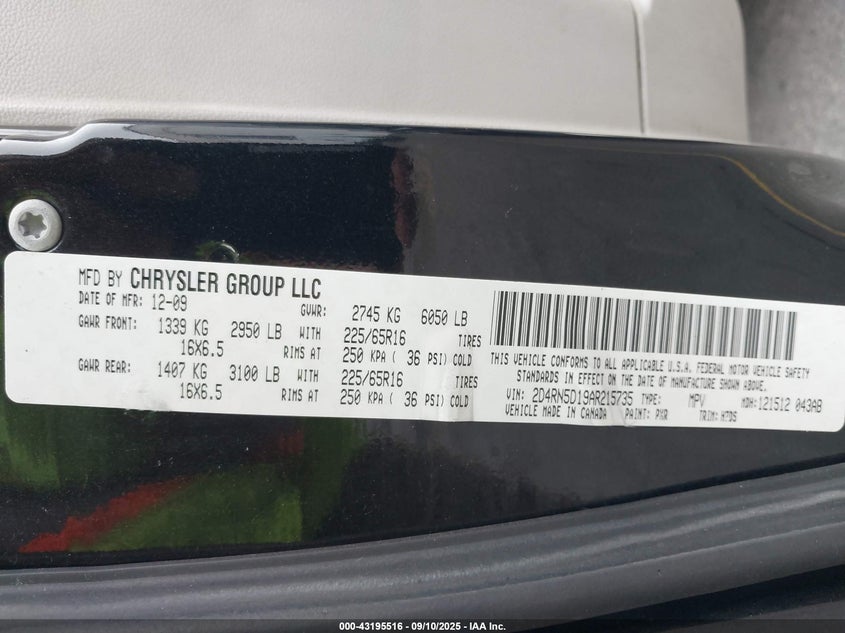 MFD BY CHRYSLER GROUP LLC
DATE OF MFR: 12-09 GVWR: 2745 KG 6050 LB
GAWR FRONT: 1339 KG 2950 LB WITH 225/65R16 TIRES
16X6.5 RIMS AT 250 KPA ( 36 PSI) COLD
GAWR REAR: 1407 KG 3100 LB WITH 225/65R16 TIRES
16X6.5 RIMS AT 250 KPA ( 36 PSI) COLD
THIS VEHICLE CONFORMS TO ALL APPLICABLE U.S.A. FEDERAL MOTOR VEHICLE SAFETY
STANDARDS IN EFFECT ON THE DATE OF MANUFACTURE SHOWN ABOVE.
VIN: 2D4RN5D19AR215735 TYPE: MPV MDH: 121512 043AB
VEHICLE MADE IN CANADA PAINT: PXR TRIM: H7DS
000-43195516 - 09/10/2025 - IAA Inc.